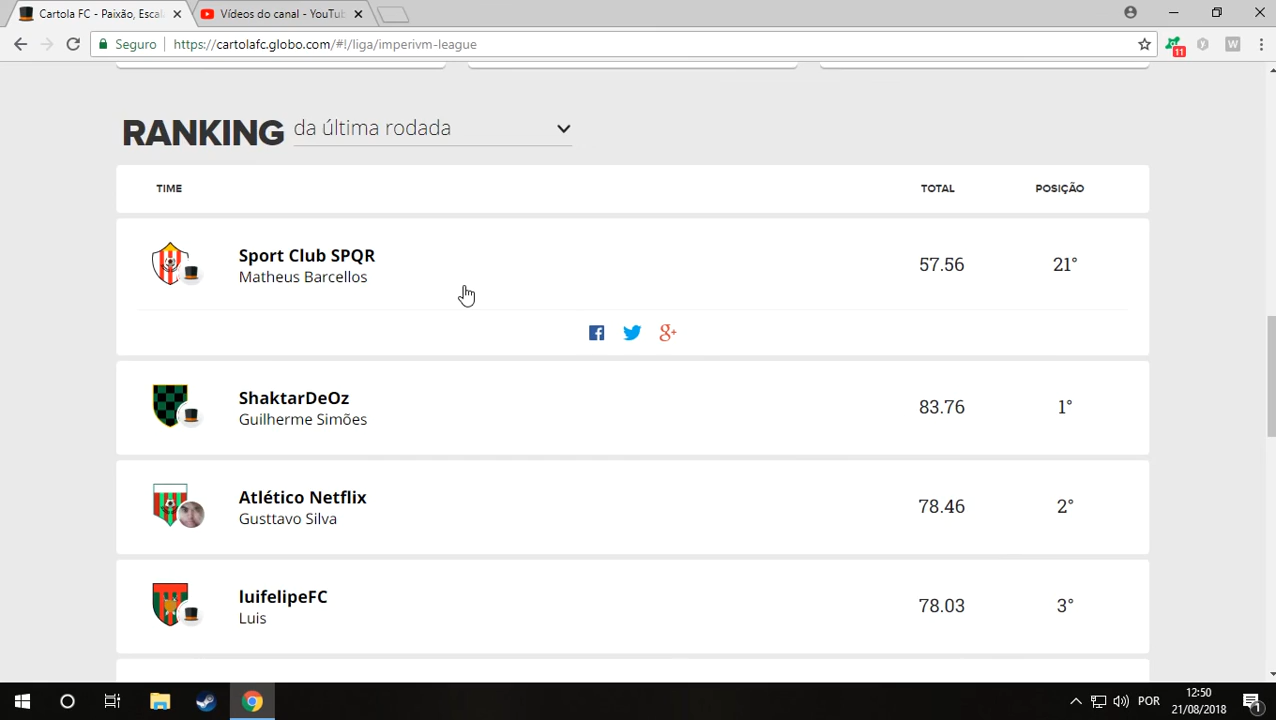 Cartola FC - Paixão, Escal
Vídeos do canal - YouTub
Seguro
https://cartolafc.globo.com/#!/liga/imperivm-league
11
W
RANKING da última rodada
TIME TOTAL POSIÇÃO
Sport Club SPQR
Matheus Barcellos
57.56 21°
g+
ShaktarDeOz
Guilherme Simões
83.76 1°
Atlético Netflix
Gusttavo Silva
78.46 2°
luifelipeFC
Luis
78.03 3°
POR
12:50
21/08/2018
1